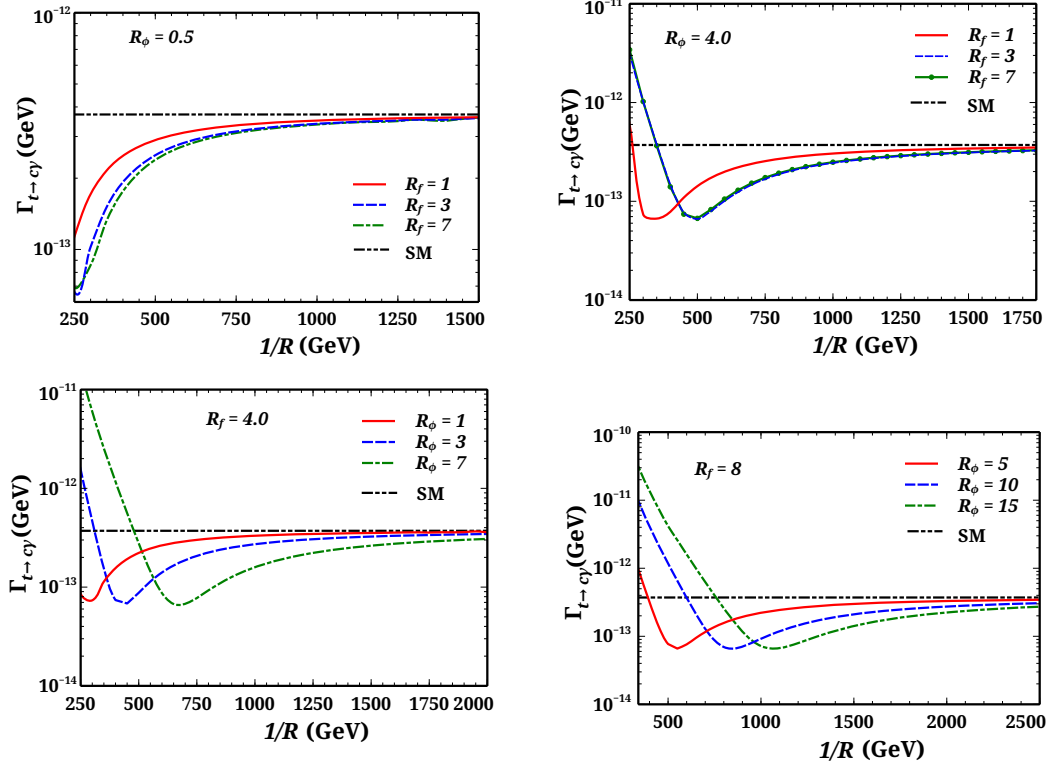 10⁻¹²
R_ϕ = 0.5
Γ_{t→cγ}(GeV)
10⁻¹³
R_f = 1
R_f = 3
R_f = 7
SM
250 500 750 1000 1250 1500
1/R (GeV)
10⁻¹¹
R_ϕ = 4.0
R_f = 1
R_f = 3
R_f = 7
SM
10⁻¹²
Γ_{t→cγ}(GeV)
10⁻¹³
10⁻¹⁴
250 500 750 1000 1250 1500 1750
1/R (GeV)
10⁻¹¹
R_f = 4.0
R_ϕ = 1
R_ϕ = 3
R_ϕ = 7
SM
10⁻¹²
Γ_{t→cγ}(GeV)
10⁻¹³
10⁻¹⁴
250 500 750 1000 1250 1500 1750 2000
1/R (GeV)
10⁻¹⁰
R_f = 8
R_ϕ = 5
R_ϕ = 10
R_ϕ = 15
SM
10⁻¹¹
10⁻¹²
Γ_{t→cγ}(GeV)
10⁻¹³
10⁻¹⁴
500 1000 1500 2000 2500
1/R (GeV)